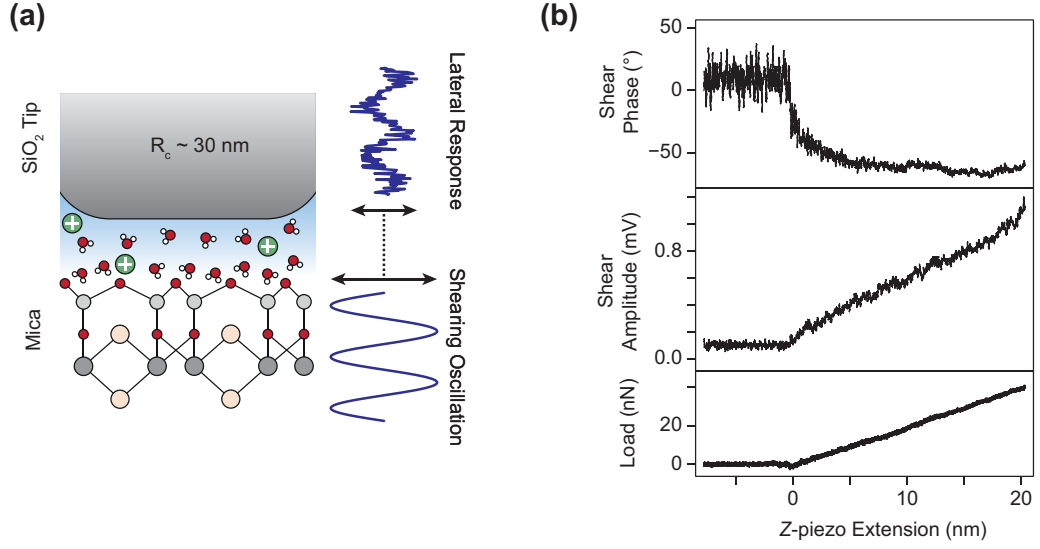 (a)
SiO₂ Tip
R_c ~ 30 nm
Mica
Lateral Response
Shearing Oscillation
(b)
Shear
Phase (°)
50
0
−50
Shear
Amplitude (mV)
0.8
0.0
Load (nN)
20
0
0 10 20
Z-piezo Extension (nm)